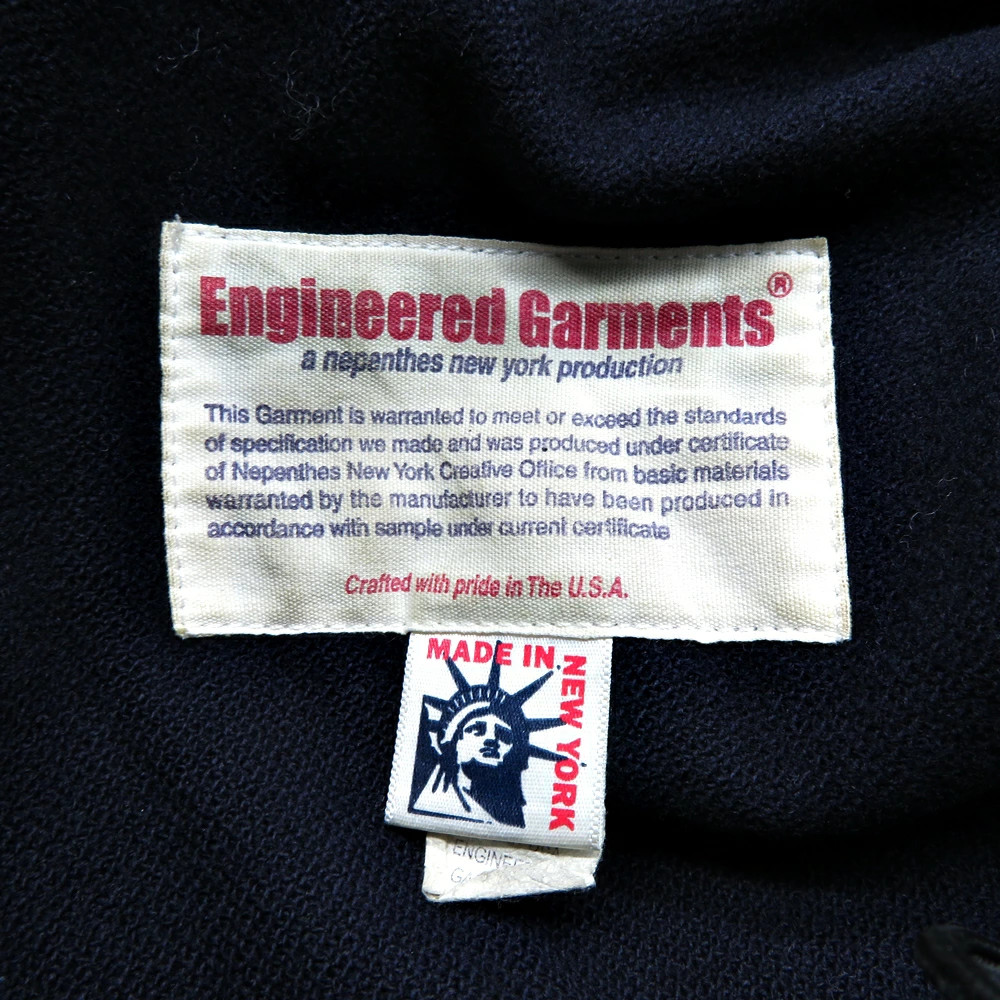 Engineered Garments®
a nepenthes new york production
This Garment is warranted to meet or exceed the standards
of specification we made and was produced under certificate
of Nepenthes New York Creative Office from basic materials
warranted by the manufacturer to have been produced in
accordance with sample under current certificate
Crafted with pride in The U.S.A.
MADE IN
NEW YORK